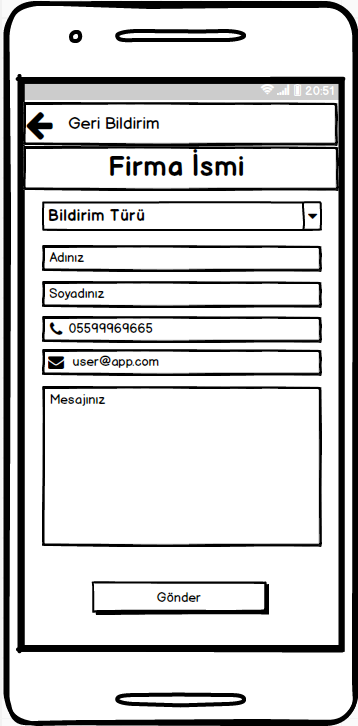 20:51
Geri Bildirim
Firma İsmi
Bildirim Türü
Adınız
Soyadınız
05599969665
user@app.com
Mesajınız
Gönder